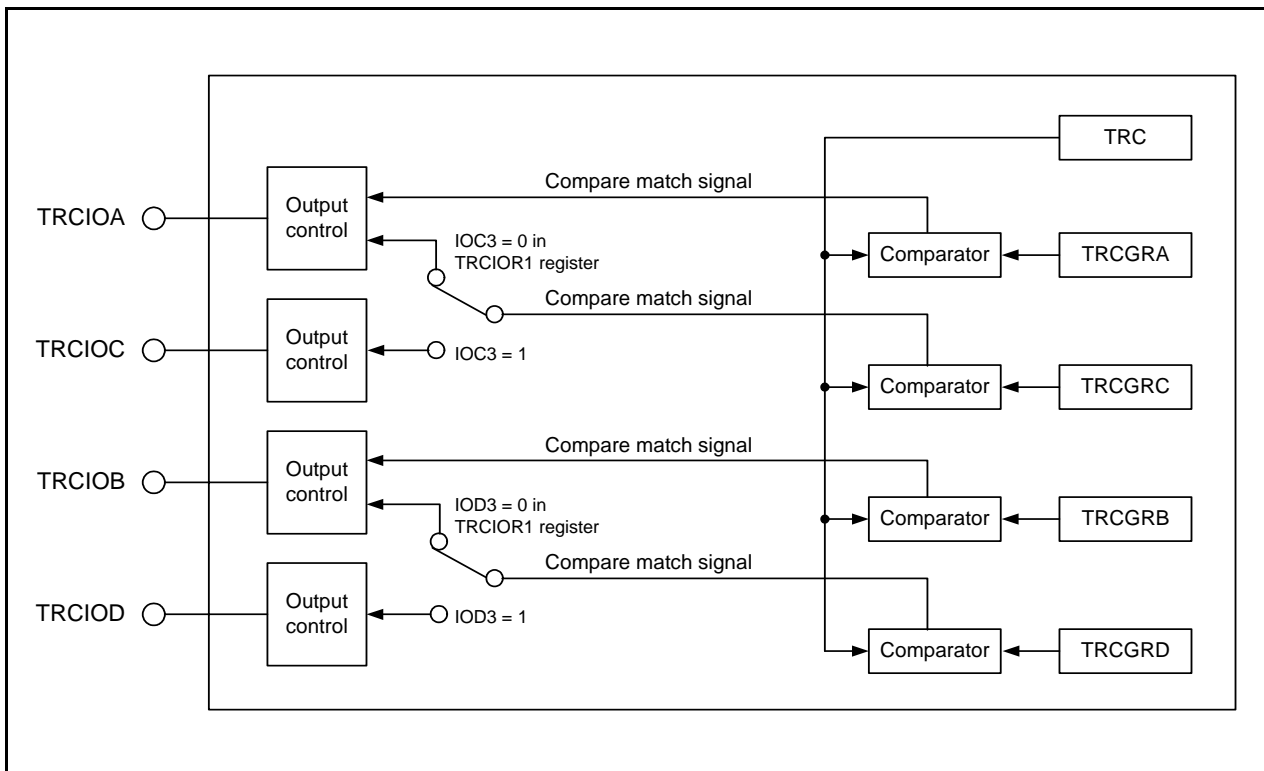 TRC
Compare match signal
TRCIOA
Output
control
IOC3 = 0 in
TRCIOR1 register
Comparator
TRCGRA
Compare match signal
TRCIOC
Output
control
IOC3 = 1
Comparator
TRCGRC
Compare match signal
TRCIOB
Output
control
IOD3 = 0 in
TRCIOR1 register
Comparator
TRCGRB
Compare match signal
TRCIOD
Output
control
IOD3 = 1
Comparator
TRCGRD